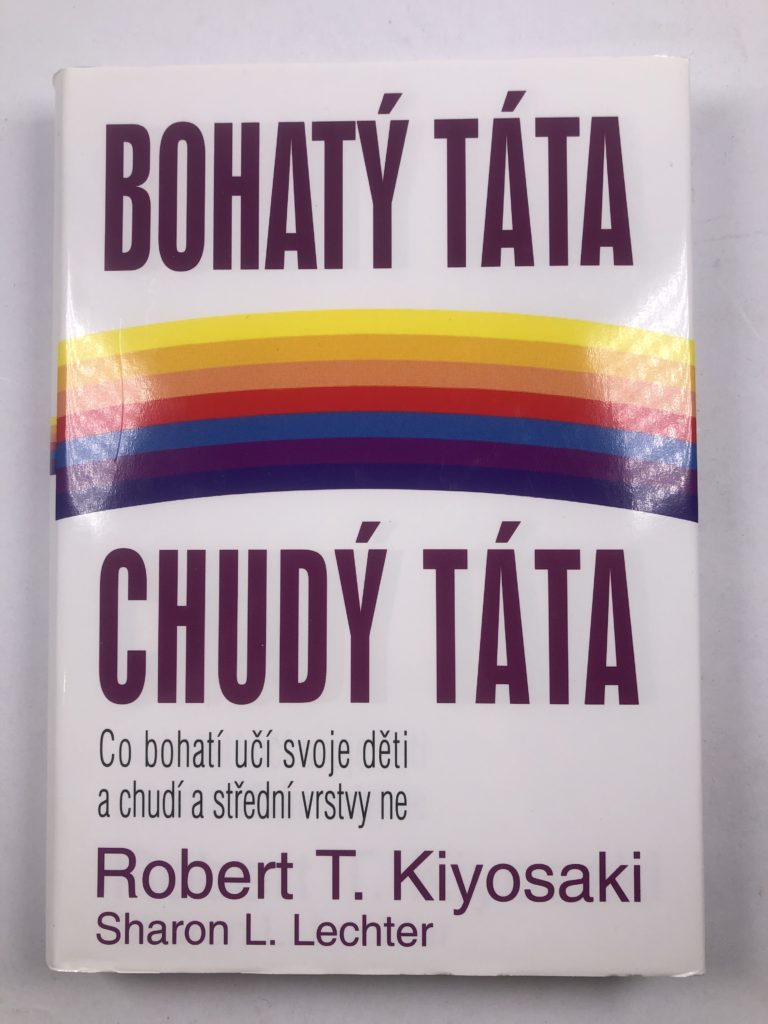 BOHATÝ TÁTA
CHUDÝ TÁTA
Co bohatí učí svoje děti
a chudí a střední vrstvy ne
Robert T. Kiyosaki
Sharon L. Lechter